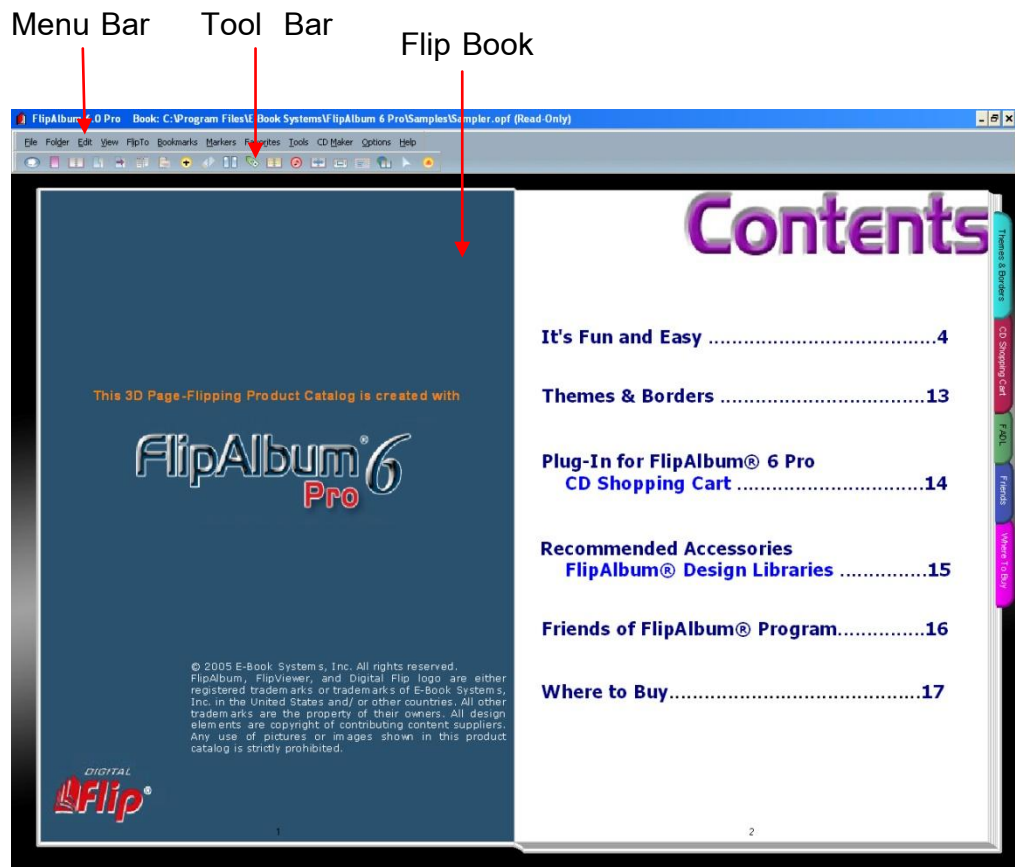 Menu Bar Tool Bar
Flip Book
FlipAlbum 6.0 Pro Book: C:\Program Files\E-Book Systems\FlipAlbum 6 Pro\Samples\Sampler.opf (Read-Only)
File Folder Edit View FlipTo Bookmarks Markers Favorites Tools CD Maker Options Help
This 3D Page-Flipping Product Catalog is created with
FlipAlbum® 6
Pro
© 2005 E-Book Systems, Inc. All rights reserved.
FlipAlbum, FlipViewer, and Digital Flip logo are either
registered trademarks or trademarks of E-Book Systems,
Inc. in the United States and/ or other countries. All other
trademarks are the property of their owners. All design
elements are copyright of contributing content suppliers.
Any use of pictures or images shown in this product
catalog is strictly prohibited.
DIGITAL
Flip®
1
Contents
It's Fun and Easy ........................................4
Themes & Borders .............................13
Plug-In for FlipAlbum® 6 Pro
CD Shopping Cart ..........................14
Recommended Accessories
FlipAlbum® Design Libraries ...............15
Friends of FlipAlbum® Program...............16
Where to Buy...........................................17
2
Themes & Borders
CD Shopping Cart
FADL
Friends
Where To Buy